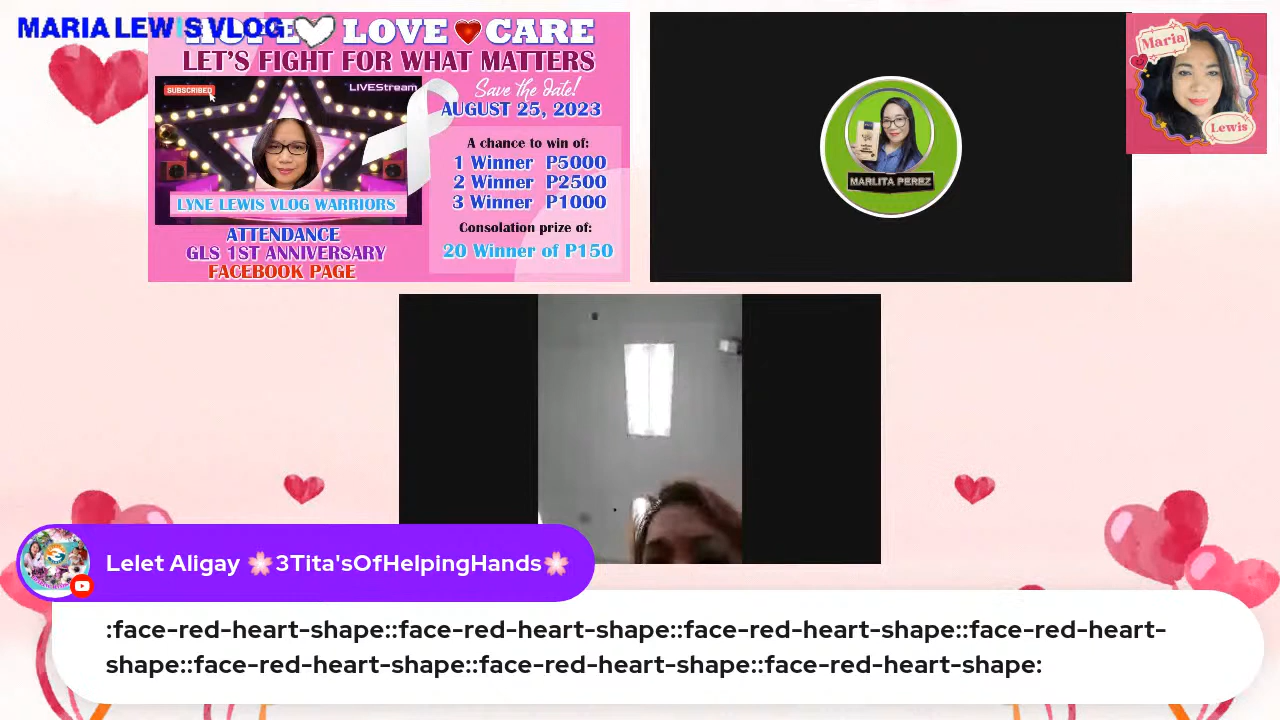 MARIA LEWIS VLOG
HOPE LOVE CARE
LET'S FIGHT FOR WHAT MATTERS
SUBSCRIBED
LIVEStream
Save the date!
AUGUST 25, 2023
A chance to win of:
1 Winner P5000
2 Winner P2500
3 Winner P1000
Consolation prize of:
20 Winner of P150
LYNE LEWIS VLOG WARRIORS
ATTENDANCE
GLS 1ST ANNIVERSARY
FACEBOOK PAGE
MARLITA PEREZ
Maria
Lewis
Lelet Aligay 🌸3Tita'sOfHelpingHands🌸
:face-red-heart-shape::face-red-heart-shape::face-red-heart-shape::face-red-heart-
shape::face-red-heart-shape::face-red-heart-shape::face-red-heart-shape: